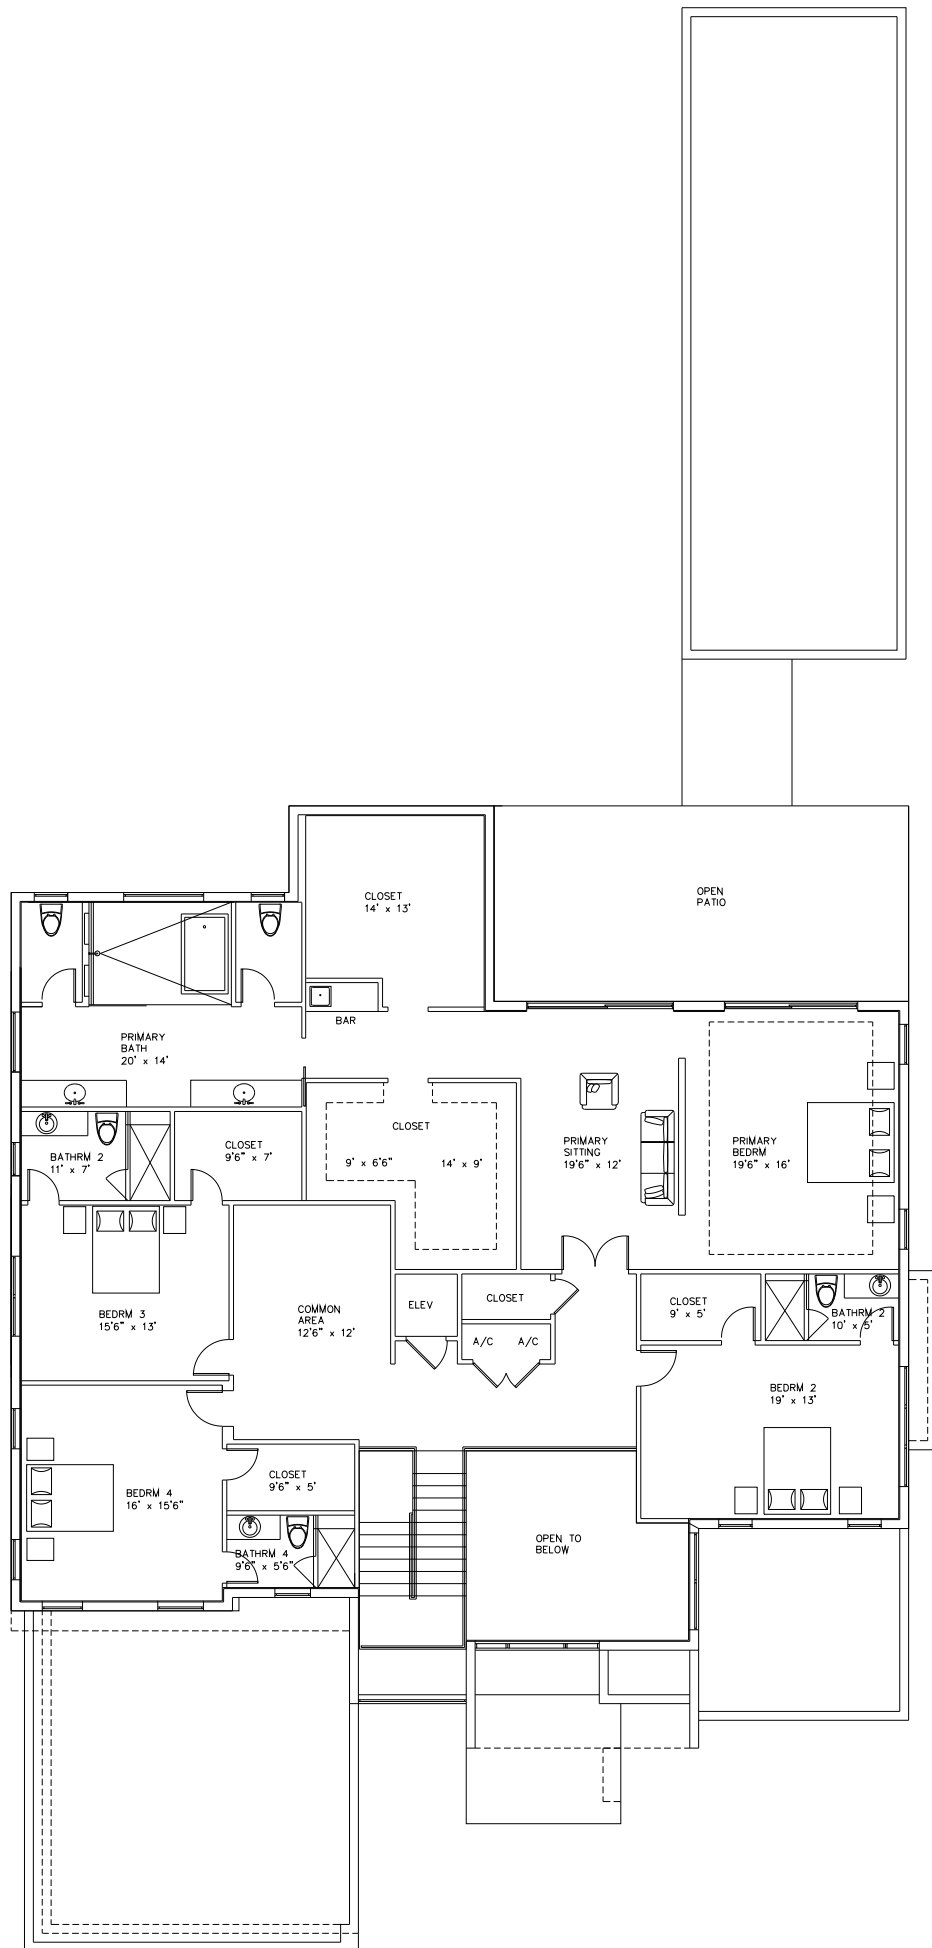 CLOSET
14' x 13'
OPEN
PATIO
BAR
PRIMARY
BATH
20' x 14'
CLOSET
9'6" x 7'
BATHRM 2
11' x 7'
CLOSET
9' x 6'6"
14' x 9'
PRIMARY
SITTING
19'6" x 12'
PRIMARY
BEDRM
19'6" x 16'
BEDRM 3
15'6" x 13'
COMMON
AREA
12'6" x 12'
ELEV
CLOSET
A/C
A/C
CLOSET
9' x 5'
BATHRM 2
10' x 5'
BEDRM 2
19' x 13'
BEDRM 4
16' x 15'6"
CLOSET
9'6" x 5'
BATHRM 4
9'6" x 5'6"
OPEN TO
BELOW